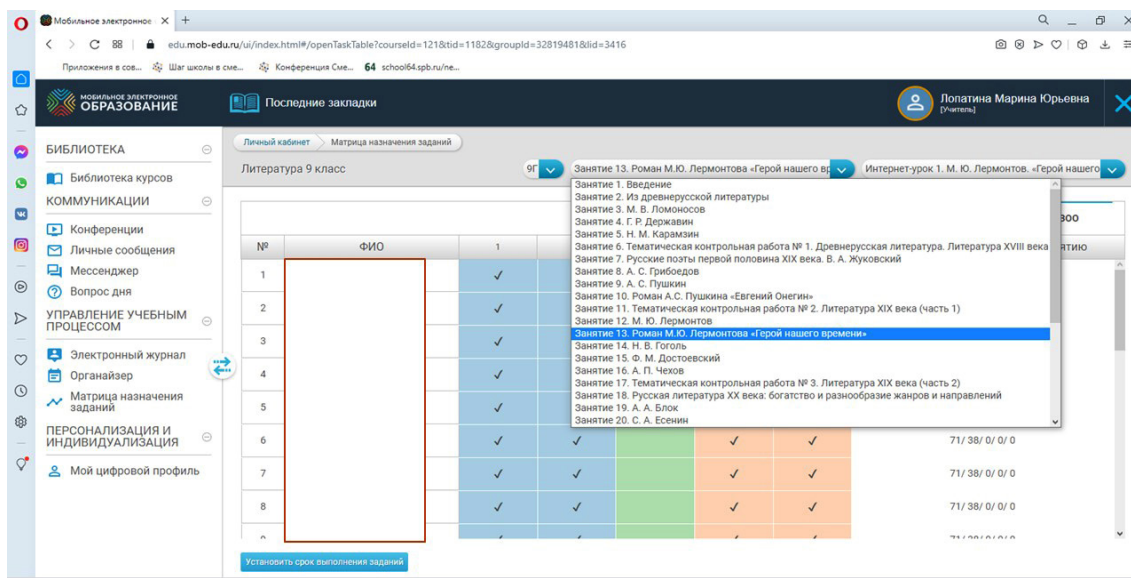 Мобильное электронное
edu.mob-edu.ru/ui/index.html#/openTaskTable?courseId=121&tid=1182&groupId=32819481&lid=3416
Приложения в сов... Шаг школы в сме... Конференция Сме... 64 school64.spb.ru/ne...
МОБИЛЬНОЕ ЭЛЕКТРОННОЕ
ОБРАЗОВАНИЕ
Последние закладки
Лопатина Марина Юрьевна
[Учитель]
БИБЛИОТЕКА
Библиотека курсов
КОММУНИКАЦИИ
Конференции
Личные сообщения
Мессенджер
Вопрос дня
УПРАВЛЕНИЕ УЧЕБНЫМ
ПРОЦЕССОМ
Электронный журнал
Органайзер
Матрица назначения
заданий
ПЕРСОНАЛИЗАЦИЯ И
ИНДИВИДУАЛИЗАЦИЯ
Мой цифровой профиль
Личный кабинет Матрица назначения заданий
Литература 9 класс 9Г Занятие 13. Роман М.Ю. Лермонтова «Герой нашего вр Интернет-урок 1. М. Ю. Лермонтов. «Герой нашего
Занятие 1. Введение
Занятие 2. Из древнерусской литературы
Занятие 3. М. В. Ломоносов
Занятие 4. Г. Р. Державин
Занятие 5. Н. М. Карамзин
Занятие 6. Тематическая контрольная работа № 1. Древнерусская литература. Литература XVIII века
Занятие 7. Русские поэты первой половина XIX века. В. А. Жуковский
Занятие 8. А. С. Грибоедов
Занятие 9. А. С. Пушкин
Занятие 10. Роман А.С. Пушкина «Евгений Онегин»
Занятие 11. Тематическая контрольная работа № 2. Литература XIX века (часть 1)
Занятие 12. М. Ю. Лермонтов
Занятие 13. Роман М.Ю. Лермонтова «Герой нашего времени»
Занятие 14. Н. В. Гоголь
Занятие 15. Ф. М. Достоевский
Занятие 16. А. П. Чехов
Занятие 17. Тематическая контрольная работа № 3. Литература XIX века (часть 2)
Занятие 18. Русская литература XX века: богатство и разнообразие жанров и направлений
Занятие 19. А. А. Блок
Занятие 20. С. А. Есенин
№ ФИО 1
1
2
3
4
5
6 71/ 38/ 0/ 0/ 0
7 71/ 38/ 0/ 0/ 0
8 71/ 38/ 0/ 0/ 0
Установить срок выполнения заданий